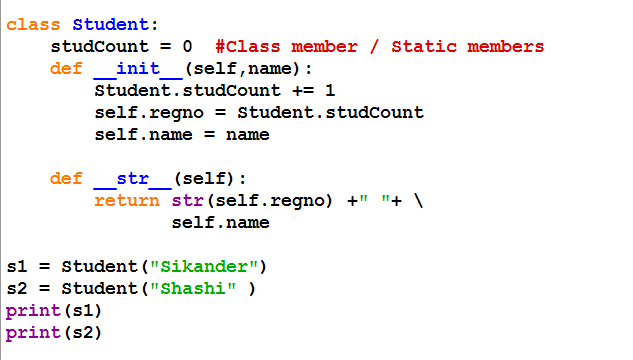 class Student:
    studCount = 0  #Class member / Static members
    def __init__(self,name):
        Student.studCount += 1
        self.regno = Student.studCount
        self.name = name

    def __str__(self):
        return str(self.regno) +" "+ \
               self.name

s1 = Student("Sikander")
s2 = Student("Shashi" )
print(s1)
print(s2)